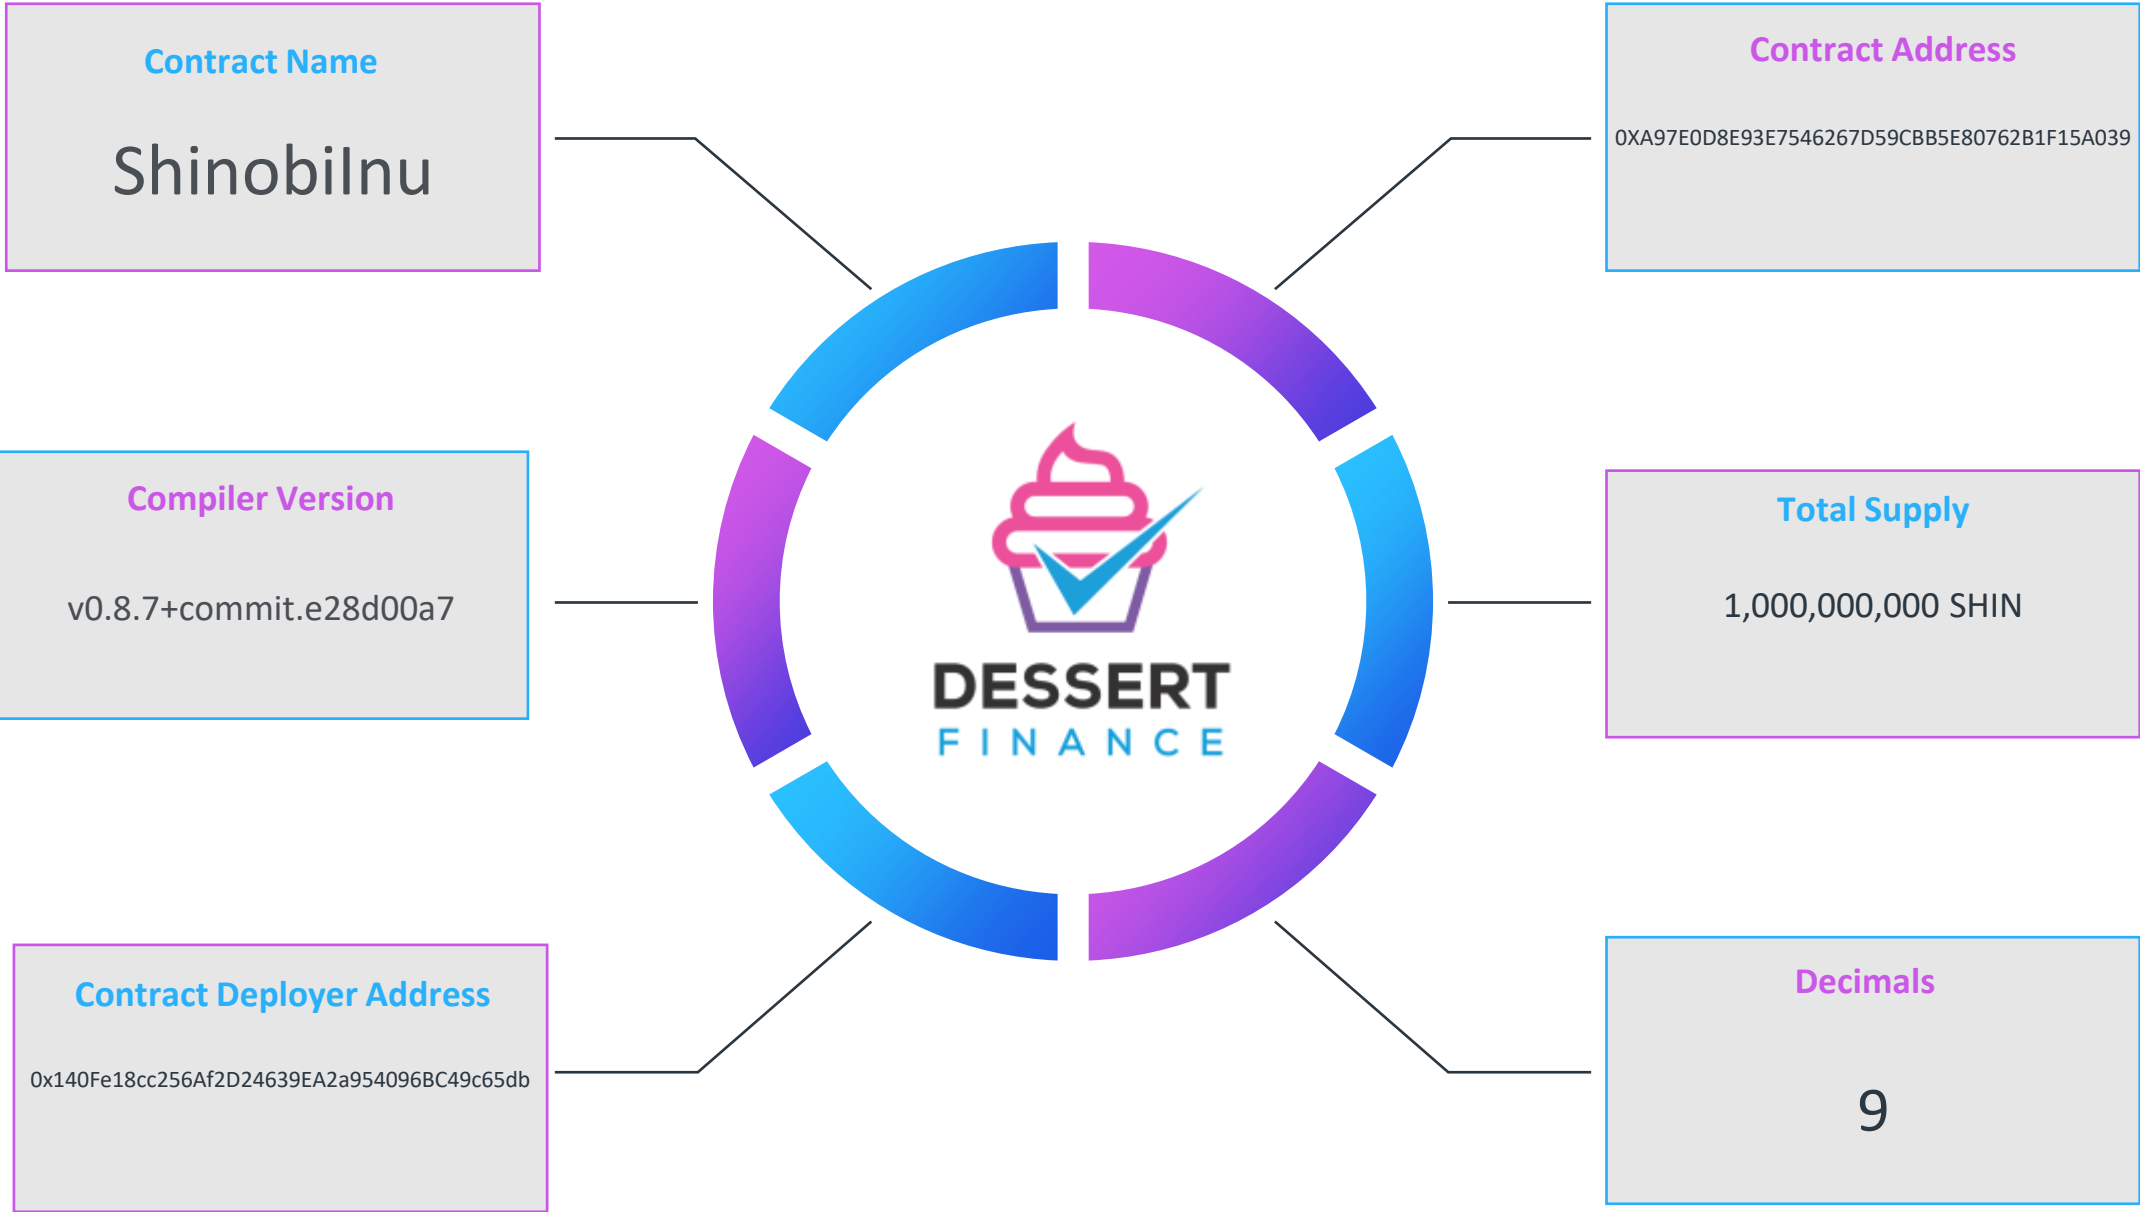 Contract Name
ShinobiInu
Contract Address
0XA97E0D8E93E7546267D59CBB5E80762B1F15A039
Compiler Version
v0.8.7+commit.e28d00a7
DESSERT
FINANCE
Total Supply
1,000,000,000 SHIN
Contract Deployer Address
0x140Fe18cc256Af2D24639EA2a954096BC49c65db
Decimals
9